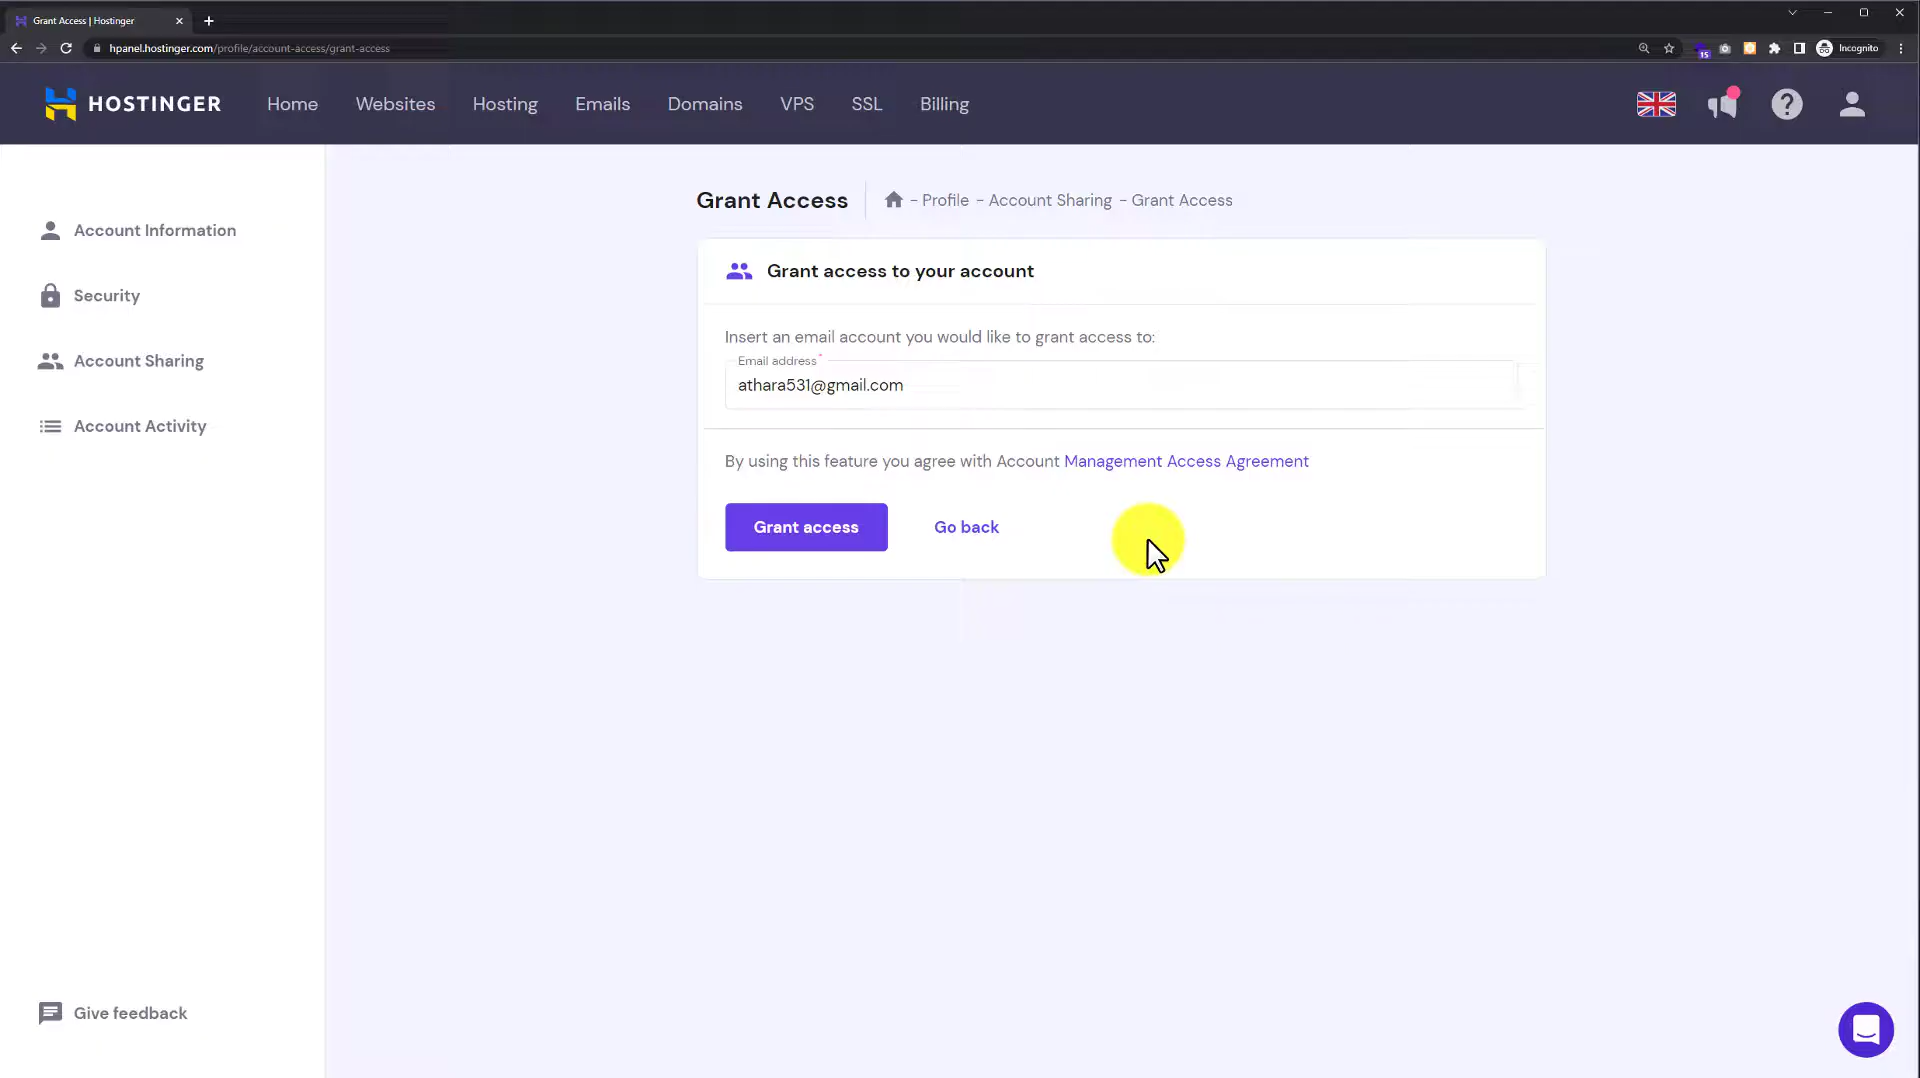 Grant Access | Hostinger
hpanel.hostinger.com/profile/account-access/grant-access
15
Incognito
HOSTINGER
Home
Websites
Hosting
Emails
Domains
VPS
SSL
Billing
Account Information
Security
Account Sharing
Account Activity
Give feedback
Grant Access
- Profile - Account Sharing - Grant Access
Grant access to your account
Insert an email account you would like to grant access to:
Email address*
athara531@gmail.com
By using this feature you agree with Account Management Access Agreement
Grant access
Go back